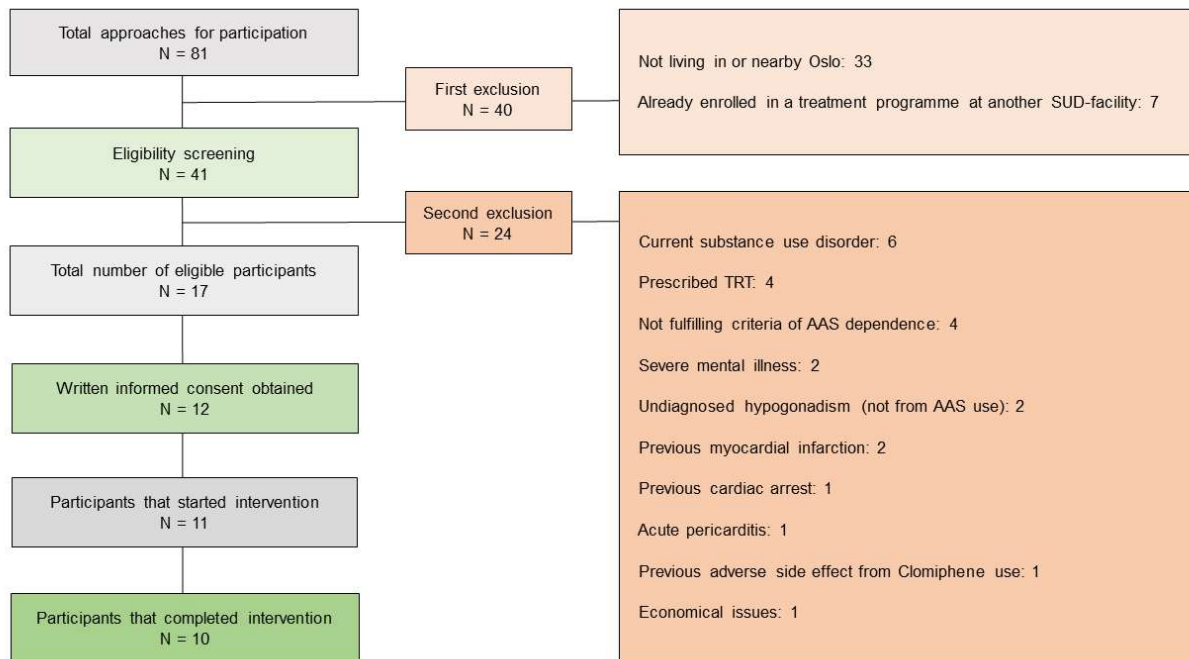 Total approaches for participation
N = 81
First exclusion
N = 40
Not living in or nearby Oslo: 33
Already enrolled in a treatment programme at another SUD-facility: 7
Eligibility screening
N = 41
Second exclusion
N = 24
Current substance use disorder: 6
Prescribed TRT: 4
Not fulfilling criteria of AAS dependence: 4
Severe mental illness: 2
Undiagnosed hypogonadism (not from AAS use): 2
Previous myocardial infarction: 2
Previous cardiac arrest: 1
Acute pericarditis: 1
Previous adverse side effect from Clomiphene use: 1
Economical issues: 1
Total number of eligible participants
N = 17
Written informed consent obtained
N = 12
Participants that started intervention
N = 11
Participants that completed intervention
N = 10